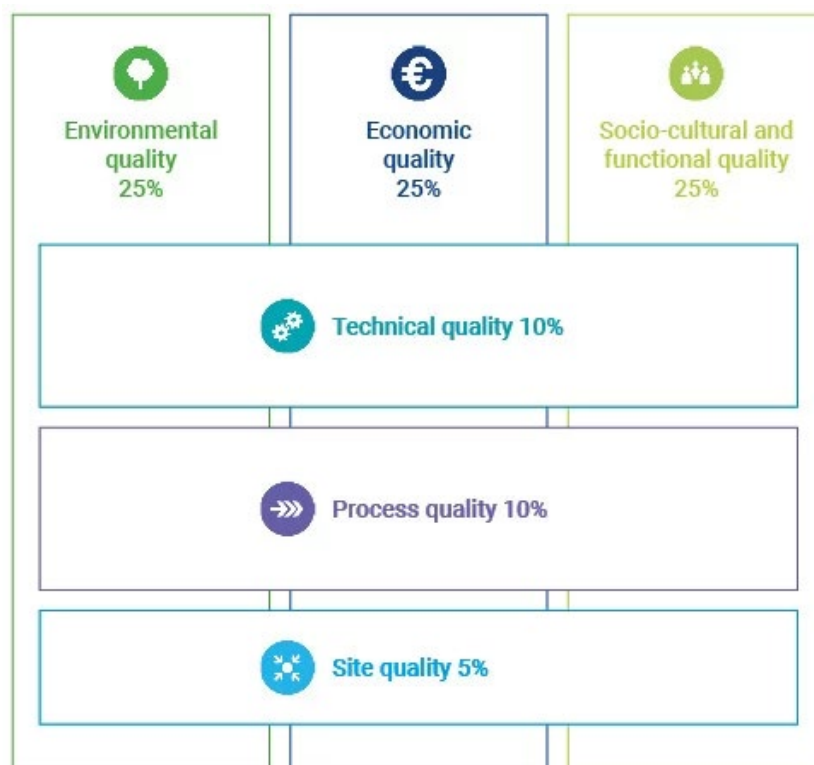 Environmental
quality
25%
€
Economic
quality
25%
Socio-cultural and
functional quality
25%
Technical quality 10%
Process quality 10%
Site quality 5%